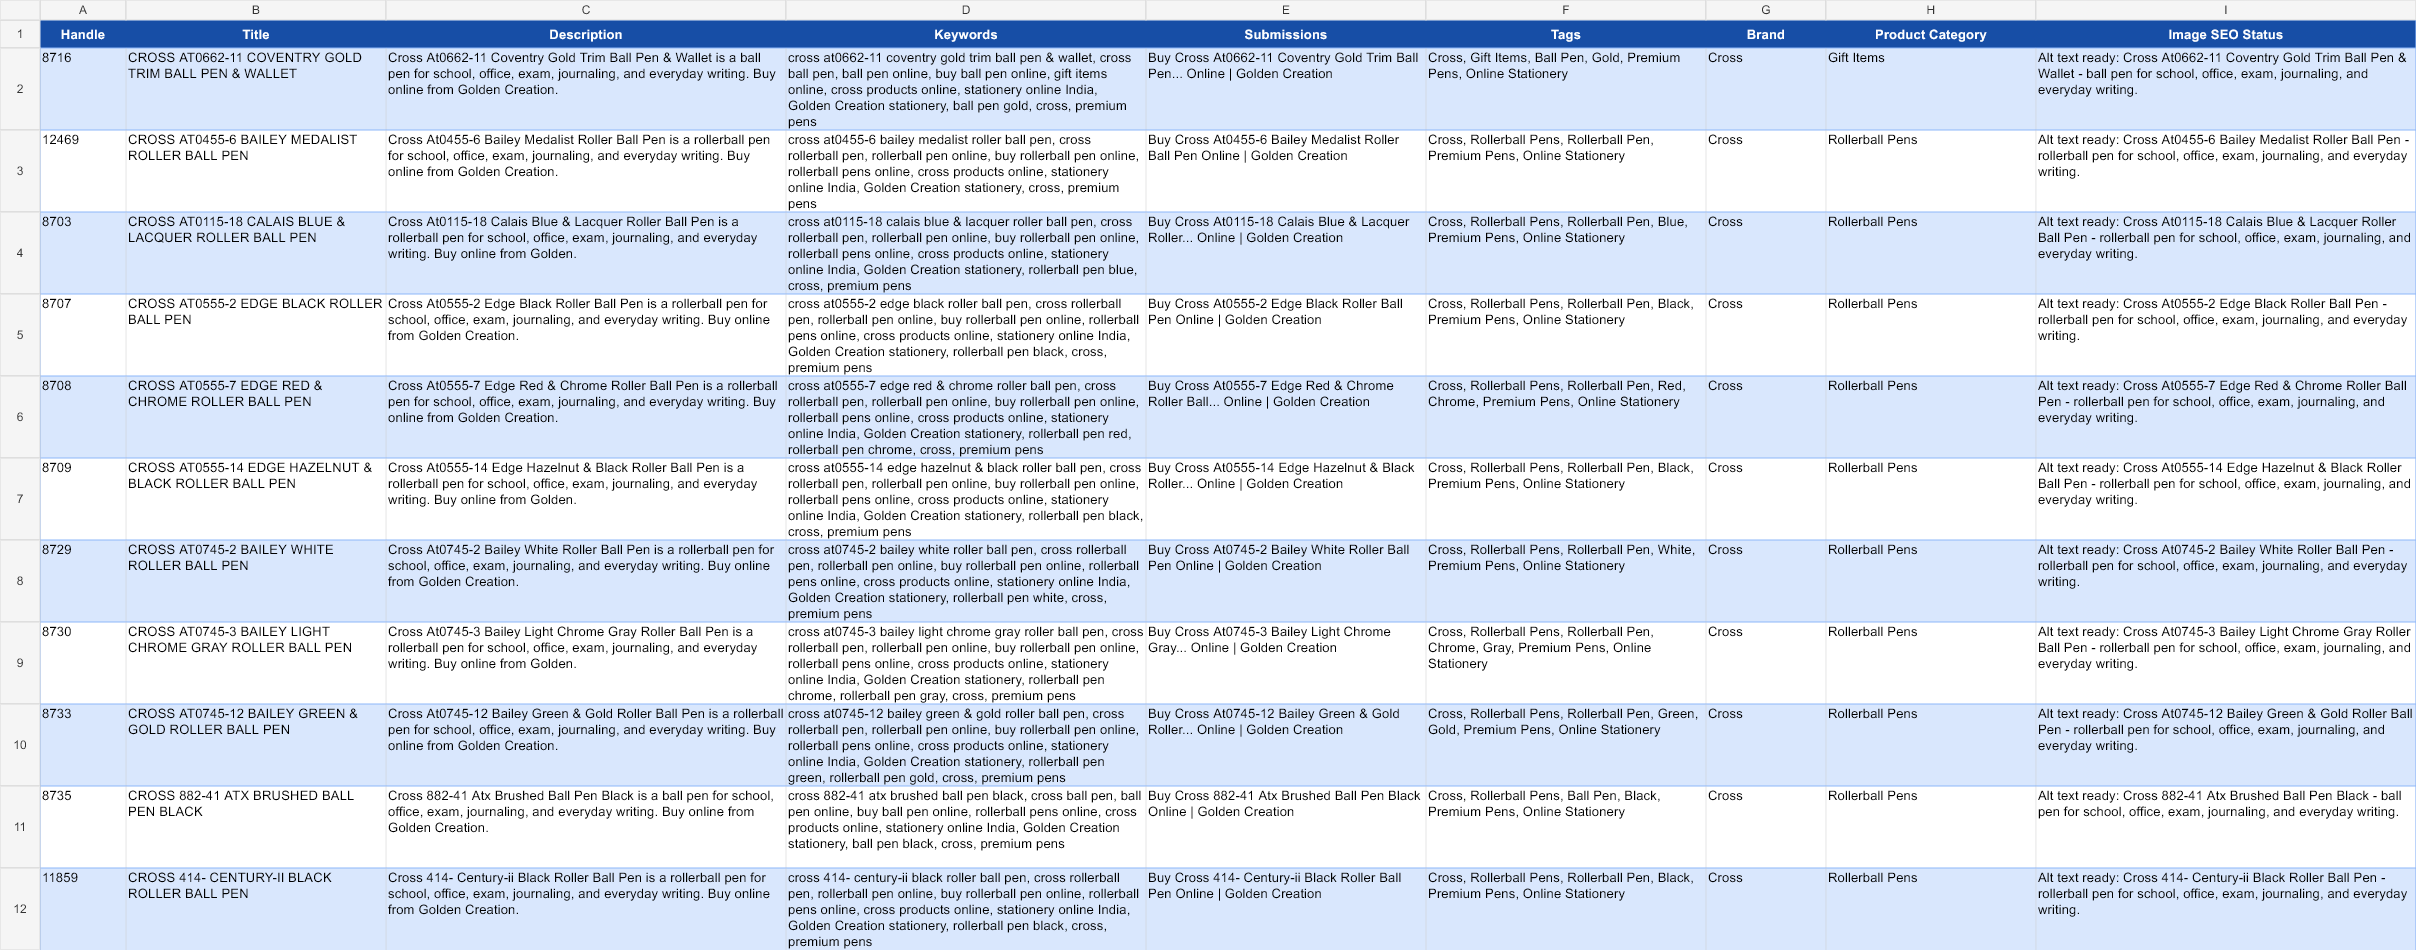 A B C D E F G H I
1 Handle Title Description Keywords Submissions Tags Brand Product Category Image SEO Status
2
8716
CROSS AT0662-11 COVENTRY GOLD
TRIM BALL PEN & WALLET
Cross At0662-11 Coventry Gold Trim Ball Pen & Wallet is a ball
pen for school, office, exam, journaling, and everyday writing. Buy
online from Golden Creation.
cross at0662-11 coventry gold trim ball pen & wallet, cross
ball pen, ball pen online, buy ball pen online, gift items
online, cross products online, stationery online India,
Golden Creation stationery, ball pen gold, cross, premium
pens
Buy Cross At0662-11 Coventry Gold Trim Ball
Pen... Online | Golden Creation
Cross, Gift Items, Ball Pen, Gold, Premium
Pens, Online Stationery
Cross
Gift Items
Alt text ready: Cross At0662-11 Coventry Gold Trim Ball Pen &
Wallet - ball pen for school, office, exam, journaling, and
everyday writing.
3
12469
CROSS AT0455-6 BAILEY MEDALIST
ROLLER BALL PEN
Cross At0455-6 Bailey Medalist Roller Ball Pen is a rollerball pen
for school, office, exam, journaling, and everyday writing. Buy
online from Golden Creation.
cross at0455-6 bailey medalist roller ball pen, cross
rollerball pen, rollerball pen online, buy rollerball pen online,
rollerball pens online, cross products online, stationery
online India, Golden Creation stationery, cross, premium
pens
Buy Cross At0455-6 Bailey Medalist Roller
Ball Pen Online | Golden Creation
Cross, Rollerball Pens, Rollerball Pen,
Premium Pens, Online Stationery
Cross
Rollerball Pens
Alt text ready: Cross At0455-6 Bailey Medalist Roller Ball Pen -
rollerball pen for school, office, exam, journaling, and everyday
writing.
4
8703
CROSS AT0115-18 CALAIS BLUE &
LACQUER ROLLER BALL PEN
Cross At0115-18 Calais Blue & Lacquer Roller Ball Pen is a
rollerball pen for school, office, exam, journaling, and everyday
writing. Buy online from Golden.
cross at0115-18 calais blue & lacquer roller ball pen, cross
rollerball pen, rollerball pen online, buy rollerball pen online,
rollerball pens online, cross products online, stationery
online India, Golden Creation stationery, rollerball pen blue,
cross, premium pens
Buy Cross At0115-18 Calais Blue & Lacquer
Roller... Online | Golden Creation
Cross, Rollerball Pens, Rollerball Pen, Blue,
Premium Pens, Online Stationery
Cross
Rollerball Pens
Alt text ready: Cross At0115-18 Calais Blue & Lacquer Roller
Ball Pen - rollerball pen for school, office, exam, journaling, and
everyday writing.
5
8707
CROSS AT0555-2 EDGE BLACK ROLLER
BALL PEN
Cross At0555-2 Edge Black Roller Ball Pen is a rollerball pen for
school, office, exam, journaling, and everyday writing. Buy online
from Golden Creation.
cross at0555-2 edge black roller ball pen, cross rollerball
pen, rollerball pen online, buy rollerball pen online, rollerball
pens online, cross products online, stationery online India,
Golden Creation stationery, rollerball pen black, cross,
premium pens
Buy Cross At0555-2 Edge Black Roller Ball
Pen Online | Golden Creation
Cross, Rollerball Pens, Rollerball Pen, Black,
Premium Pens, Online Stationery
Cross
Rollerball Pens
Alt text ready: Cross At0555-2 Edge Black Roller Ball Pen -
rollerball pen for school, office, exam, journaling, and everyday
writing.
6
8708
CROSS AT0555-7 EDGE RED &
CHROME ROLLER BALL PEN
Cross At0555-7 Edge Red & Chrome Roller Ball Pen is a rollerball
pen for school, office, exam, journaling, and everyday writing. Buy
online from Golden Creation.
cross at0555-7 edge red & chrome roller ball pen, cross
rollerball pen, rollerball pen online, buy rollerball pen online,
rollerball pens online, cross products online, stationery
online India, Golden Creation stationery, rollerball pen red,
rollerball pen chrome, cross, premium pens
Buy Cross At0555-7 Edge Red & Chrome
Roller Ball... Online | Golden Creation
Cross, Rollerball Pens, Rollerball Pen, Red,
Chrome, Premium Pens, Online Stationery
Cross
Rollerball Pens
Alt text ready: Cross At0555-7 Edge Red & Chrome Roller Ball
Pen - rollerball pen for school, office, exam, journaling, and
everyday writing.
7
8709
CROSS AT0555-14 EDGE HAZELNUT &
BLACK ROLLER BALL PEN
Cross At0555-14 Edge Hazelnut & Black Roller Ball Pen is a
rollerball pen for school, office, exam, journaling, and everyday
writing. Buy online from Golden.
cross at0555-14 edge hazelnut & black roller ball pen, cross
rollerball pen, rollerball pen online, buy rollerball pen online,
rollerball pens online, cross products online, stationery
online India, Golden Creation stationery, rollerball pen black,
cross, premium pens
Buy Cross At0555-14 Edge Hazelnut & Black
Roller... Online | Golden Creation
Cross, Rollerball Pens, Rollerball Pen, Black,
Premium Pens, Online Stationery
Cross
Rollerball Pens
Alt text ready: Cross At0555-14 Edge Hazelnut & Black Roller
Ball Pen - rollerball pen for school, office, exam, journaling, and
everyday writing.
8
8729
CROSS AT0745-2 BAILEY WHITE
ROLLER BALL PEN
Cross At0745-2 Bailey White Roller Ball Pen is a rollerball pen for
school, office, exam, journaling, and everyday writing. Buy online
from Golden Creation.
cross at0745-2 bailey white roller ball pen, cross rollerball
pen, rollerball pen online, buy rollerball pen online, rollerball
pens online, cross products online, stationery online India,
Golden Creation stationery, rollerball pen white, cross,
premium pens
Buy Cross At0745-2 Bailey White Roller Ball
Pen Online | Golden Creation
Cross, Rollerball Pens, Rollerball Pen, White,
Premium Pens, Online Stationery
Cross
Rollerball Pens
Alt text ready: Cross At0745-2 Bailey White Roller Ball Pen -
rollerball pen for school, office, exam, journaling, and everyday
writing.
9
8730
CROSS AT0745-3 BAILEY LIGHT
CHROME GRAY ROLLER BALL PEN
Cross At0745-3 Bailey Light Chrome Gray Roller Ball Pen is a
rollerball pen for school, office, exam, journaling, and everyday
writing. Buy online from Golden.
cross at0745-3 bailey light chrome gray roller ball pen, cross
rollerball pen, rollerball pen online, buy rollerball pen online,
rollerball pens online, cross products online, stationery
online India, Golden Creation stationery, rollerball pen
chrome, rollerball pen gray, cross, premium pens
Buy Cross At0745-3 Bailey Light Chrome
Gray... Online | Golden Creation
Cross, Rollerball Pens, Rollerball Pen,
Chrome, Gray, Premium Pens, Online
Stationery
Cross
Rollerball Pens
Alt text ready: Cross At0745-3 Bailey Light Chrome Gray Roller
Ball Pen - rollerball pen for school, office, exam, journaling, and
everyday writing.
10
8733
CROSS AT0745-12 BAILEY GREEN &
GOLD ROLLER BALL PEN
Cross At0745-12 Bailey Green & Gold Roller Ball Pen is a rollerball
pen for school, office, exam, journaling, and everyday writing. Buy
online from Golden Creation.
cross at0745-12 bailey green & gold roller ball pen, cross
rollerball pen, rollerball pen online, buy rollerball pen online,
rollerball pens online, cross products online, stationery
online India, Golden Creation stationery, rollerball pen
green, rollerball pen gold, cross, premium pens
Buy Cross At0745-12 Bailey Green & Gold
Roller... Online | Golden Creation
Cross, Rollerball Pens, Rollerball Pen, Green,
Gold, Premium Pens, Online Stationery
Cross
Rollerball Pens
Alt text ready: Cross At0745-12 Bailey Green & Gold Roller Ball
Pen - rollerball pen for school, office, exam, journaling, and
everyday writing.
11
8735
CROSS 882-41 ATX BRUSHED BALL
PEN BLACK
Cross 882-41 Atx Brushed Ball Pen Black is a ball pen for school,
office, exam, journaling, and everyday writing. Buy online from
Golden Creation.
cross 882-41 atx brushed ball pen black, cross ball pen, ball
pen online, buy ball pen online, rollerball pens online, cross
products online, stationery online India, Golden Creation
stationery, ball pen black, cross, premium pens
Buy Cross 882-41 Atx Brushed Ball Pen Black
Online | Golden Creation
Cross, Rollerball Pens, Ball Pen, Black,
Premium Pens, Online Stationery
Cross
Rollerball Pens
Alt text ready: Cross 882-41 Atx Brushed Ball Pen Black - ball
pen for school, office, exam, journaling, and everyday writing.
12
11859
CROSS 414- CENTURY-II BLACK
ROLLER BALL PEN
Cross 414- Century-ii Black Roller Ball Pen is a rollerball pen for
school, office, exam, journaling, and everyday writing. Buy online
from Golden Creation.
cross 414- century-ii black roller ball pen, cross rollerball
pen, rollerball pen online, buy rollerball pen online, rollerball
pens online, cross products online, stationery online India,
Golden Creation stationery, rollerball pen black, cross,
premium pens
Buy Cross 414- Century-ii Black Roller Ball
Pen Online | Golden Creation
Cross, Rollerball Pens, Rollerball Pen, Black,
Premium Pens, Online Stationery
Cross
Rollerball Pens
Alt text ready: Cross 414- Century-ii Black Roller Ball Pen -
rollerball pen for school, office, exam, journaling, and everyday
writing.